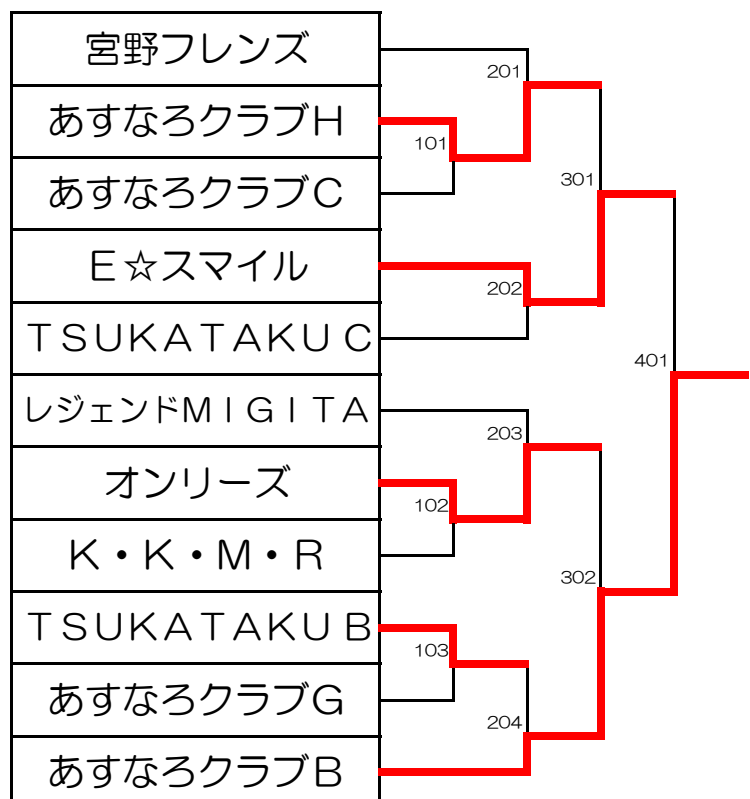 宮野フレンズ
あすなろクラブH
あすなろクラブC
E☆スマイル
TSUKATAKU C
レジェンドMIGITA
オンリーズ
K・K・M・R
TSUKATAKU B
あすなろクラブG
あすなろクラブB
101
102
103
201
202
203
204
301
302
401